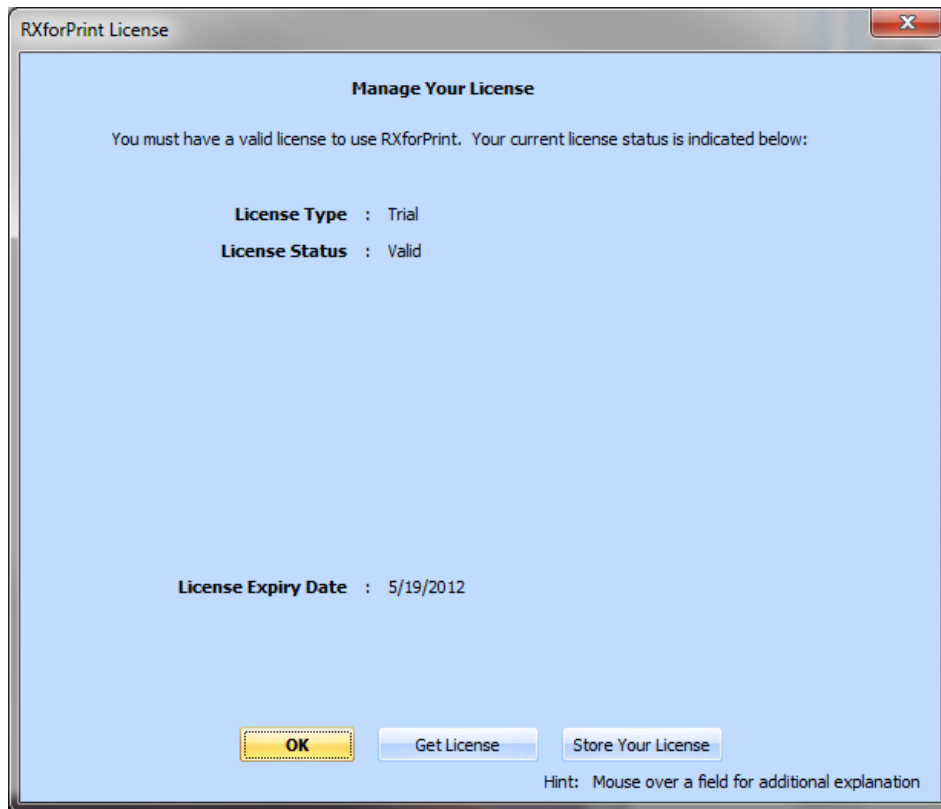 RXforPrint License
Manage Your License
You must have a valid license to use RXforPrint. Your current license status is indicated below:
License Type : Trial
License Status : Valid
License Expiry Date : 5/19/2012
OK Get License Store Your License
Hint: Mouse over a field for additional explanation